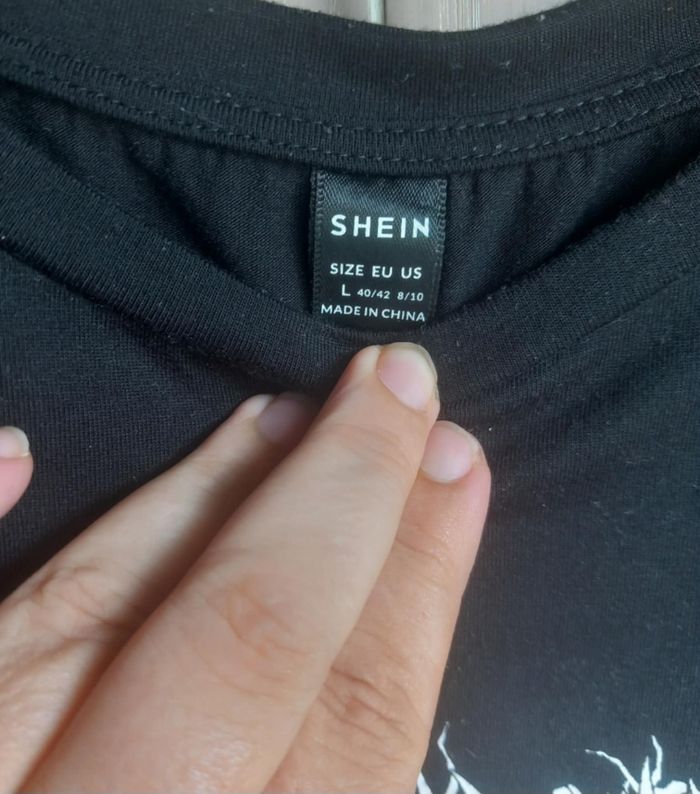 SHEIN
SIZE EU US
L 40/42 8/10
MADE IN CHINA